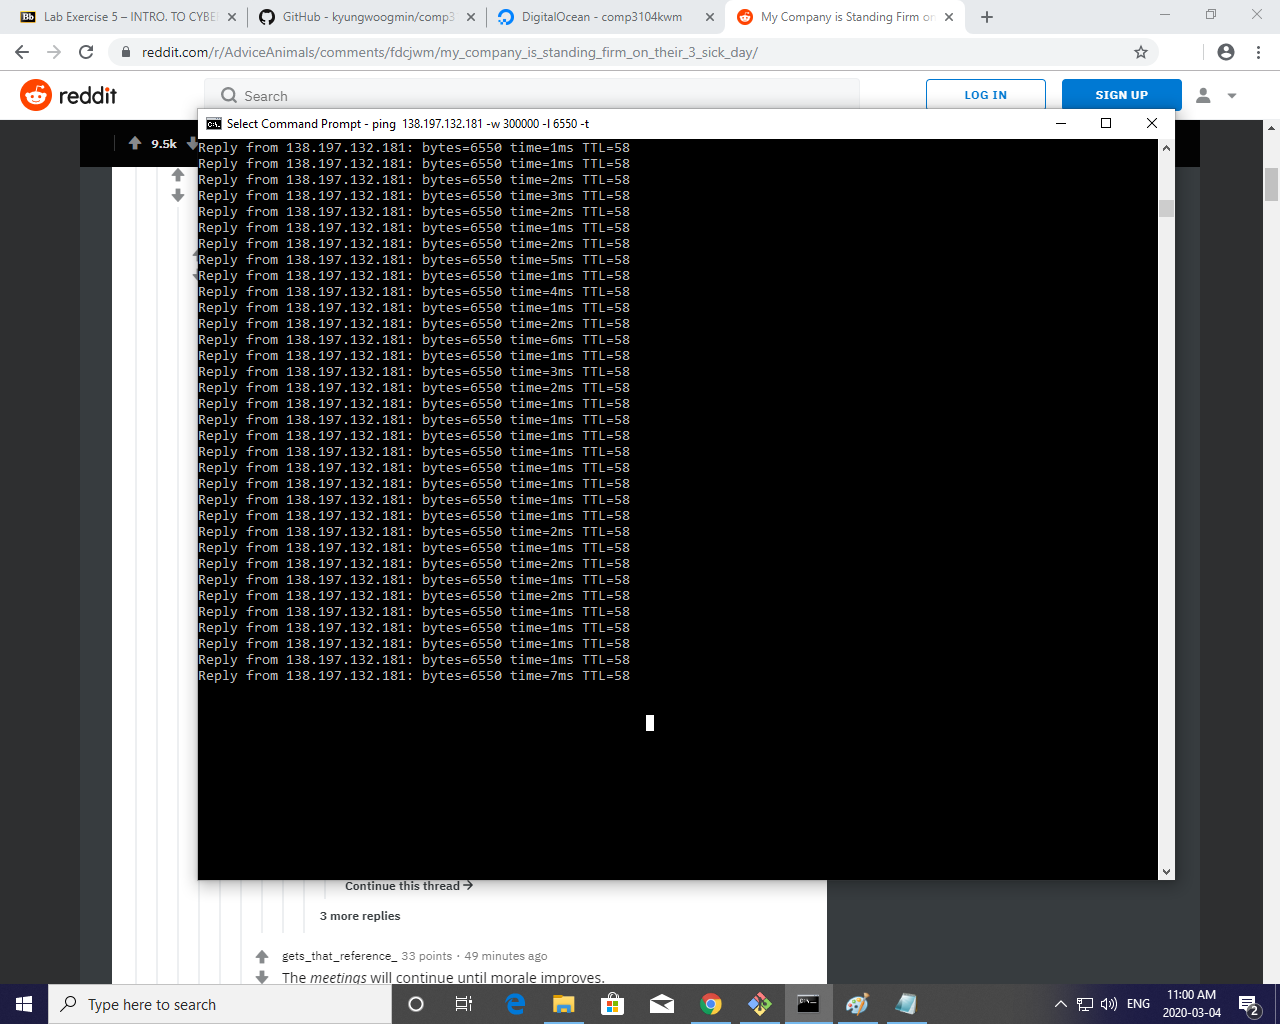 Lab Exercise 5 – INTRO. TO CYBE
GitHub - kyungwoogmin/comp3
DigitalOcean - comp3104kwm
My Company is Standing Firm on
reddit.com/r/AdviceAnimals/comments/fdcjwm/my_company_is_standing_firm_on_their_3_sick_day/
reddit
Search
LOG IN
SIGN UP
9.5k
Select Command Prompt - ping  138.197.132.181 -w 300000 -l 6550 -t
Reply from 138.197.132.181: bytes=6550 time=1ms TTL=58
Reply from 138.197.132.181: bytes=6550 time=1ms TTL=58
Reply from 138.197.132.181: bytes=6550 time=2ms TTL=58
Reply from 138.197.132.181: bytes=6550 time=3ms TTL=58
Reply from 138.197.132.181: bytes=6550 time=2ms TTL=58
Reply from 138.197.132.181: bytes=6550 time=1ms TTL=58
Reply from 138.197.132.181: bytes=6550 time=2ms TTL=58
Reply from 138.197.132.181: bytes=6550 time=5ms TTL=58
Reply from 138.197.132.181: bytes=6550 time=1ms TTL=58
Reply from 138.197.132.181: bytes=6550 time=4ms TTL=58
Reply from 138.197.132.181: bytes=6550 time=1ms TTL=58
Reply from 138.197.132.181: bytes=6550 time=2ms TTL=58
Reply from 138.197.132.181: bytes=6550 time=6ms TTL=58
Reply from 138.197.132.181: bytes=6550 time=1ms TTL=58
Reply from 138.197.132.181: bytes=6550 time=3ms TTL=58
Reply from 138.197.132.181: bytes=6550 time=2ms TTL=58
Reply from 138.197.132.181: bytes=6550 time=1ms TTL=58
Reply from 138.197.132.181: bytes=6550 time=1ms TTL=58
Reply from 138.197.132.181: bytes=6550 time=1ms TTL=58
Reply from 138.197.132.181: bytes=6550 time=1ms TTL=58
Reply from 138.197.132.181: bytes=6550 time=1ms TTL=58
Reply from 138.197.132.181: bytes=6550 time=1ms TTL=58
Reply from 138.197.132.181: bytes=6550 time=1ms TTL=58
Reply from 138.197.132.181: bytes=6550 time=1ms TTL=58
Reply from 138.197.132.181: bytes=6550 time=2ms TTL=58
Reply from 138.197.132.181: bytes=6550 time=1ms TTL=58
Reply from 138.197.132.181: bytes=6550 time=2ms TTL=58
Reply from 138.197.132.181: bytes=6550 time=1ms TTL=58
Reply from 138.197.132.181: bytes=6550 time=2ms TTL=58
Reply from 138.197.132.181: bytes=6550 time=1ms TTL=58
Reply from 138.197.132.181: bytes=6550 time=1ms TTL=58
Reply from 138.197.132.181: bytes=6550 time=1ms TTL=58
Reply from 138.197.132.181: bytes=6550 time=1ms TTL=58
Reply from 138.197.132.181: bytes=6550 time=7ms TTL=58
Continue this thread →
3 more replies
gets_that_reference_ 33 points · 49 minutes ago
The meetings will continue until morale improves.
Type here to search
ENG
11:00 AM
2020-03-04
2